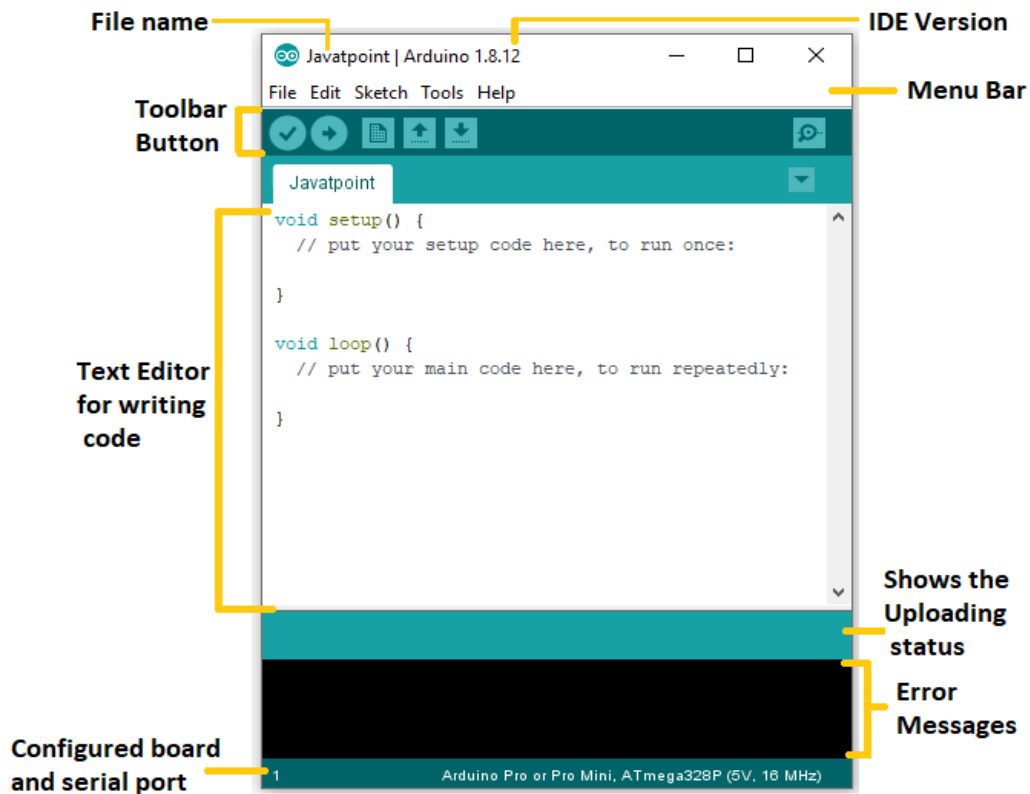 File name
IDE Version
Javatpoint | Arduino 1.8.12
File Edit Sketch Tools Help
Menu Bar
Toolbar
Button
Javatpoint
void setup() {
// put your setup code here, to run once:
}
void loop() {
// put your main code here, to run repeatedly:
}
Text Editor
for writing
code
Shows the
Uploading
status
Error
Messages
Configured board
and serial port
1
Arduino Pro or Pro Mini, ATmega328P (5V, 16 MHz)